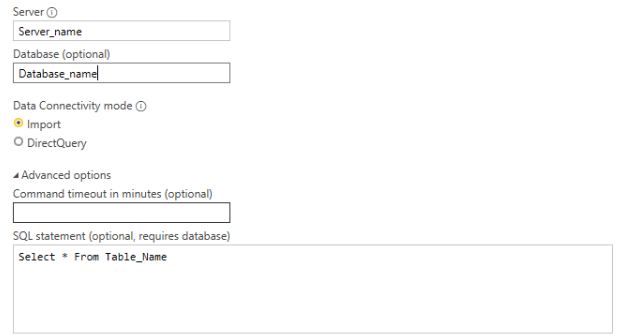 Server
Server_name
Database (optional)
Database_name
Data Connectivity mode
Import
DirectQuery
Advanced options
Command timeout in minutes (optional)
SQL statement (optional, requires database)
Select * From Table_Name